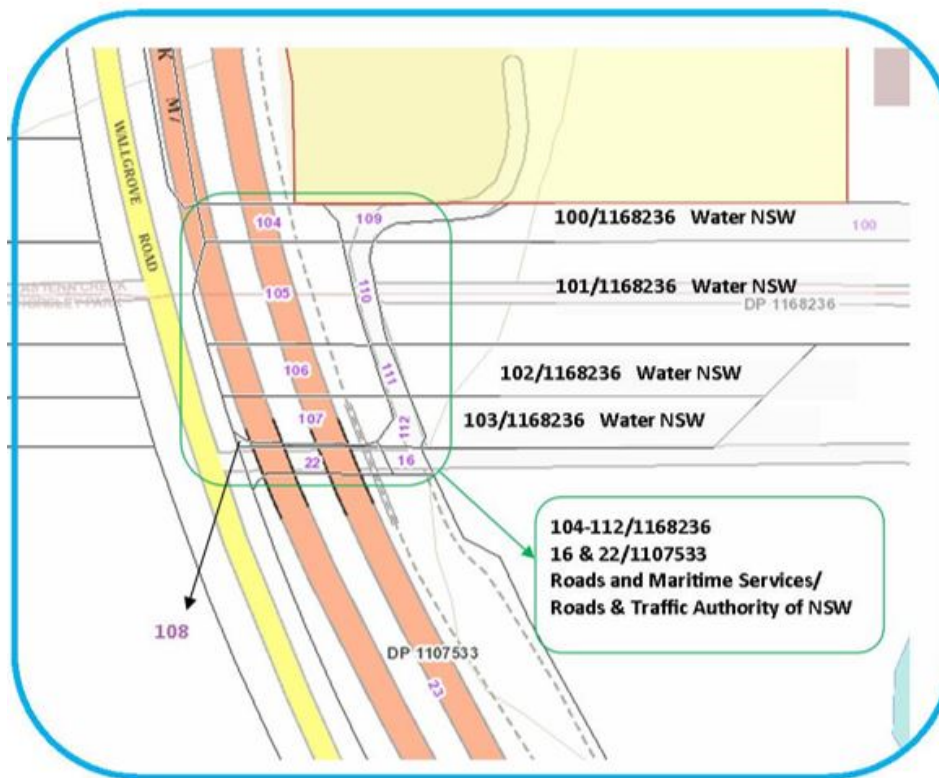 K M7
WALLGROVE ROAD
104
109
100/1168236 Water NSW
100
105
110
101/1168236 Water NSW
DP 1168236
106
111
102/1168236 Water NSW
107
112
103/1168236 Water NSW
22
16
104-112/1168236
16 & 22/1107533
Roads and Maritime Services/
Roads & Traffic Authority of NSW
108
DP 1107533
23